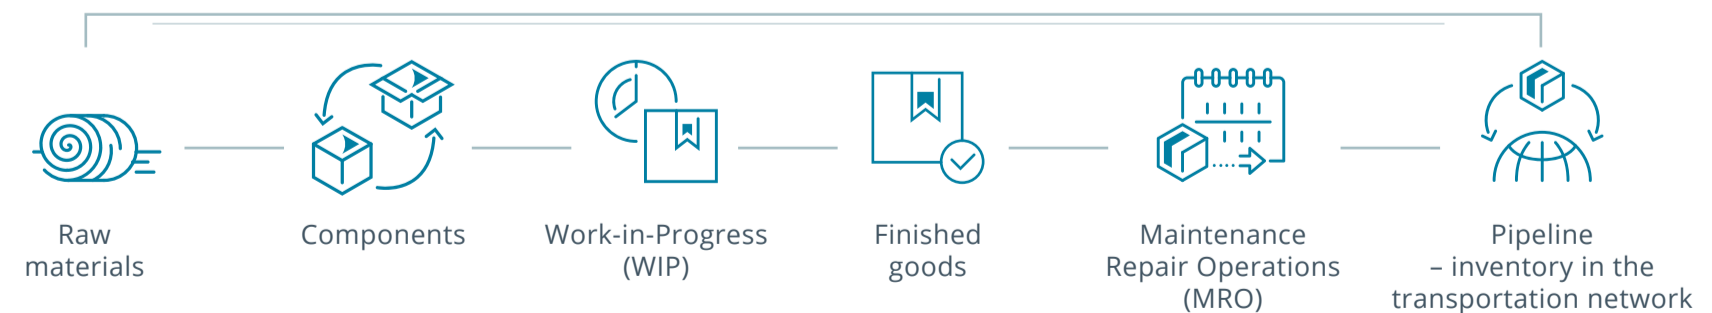 Raw
materials
Components
Work-in-Progress
(WIP)
Finished
goods
Maintenance
Repair Operations
(MRO)
Pipeline
– inventory in the
transportation network